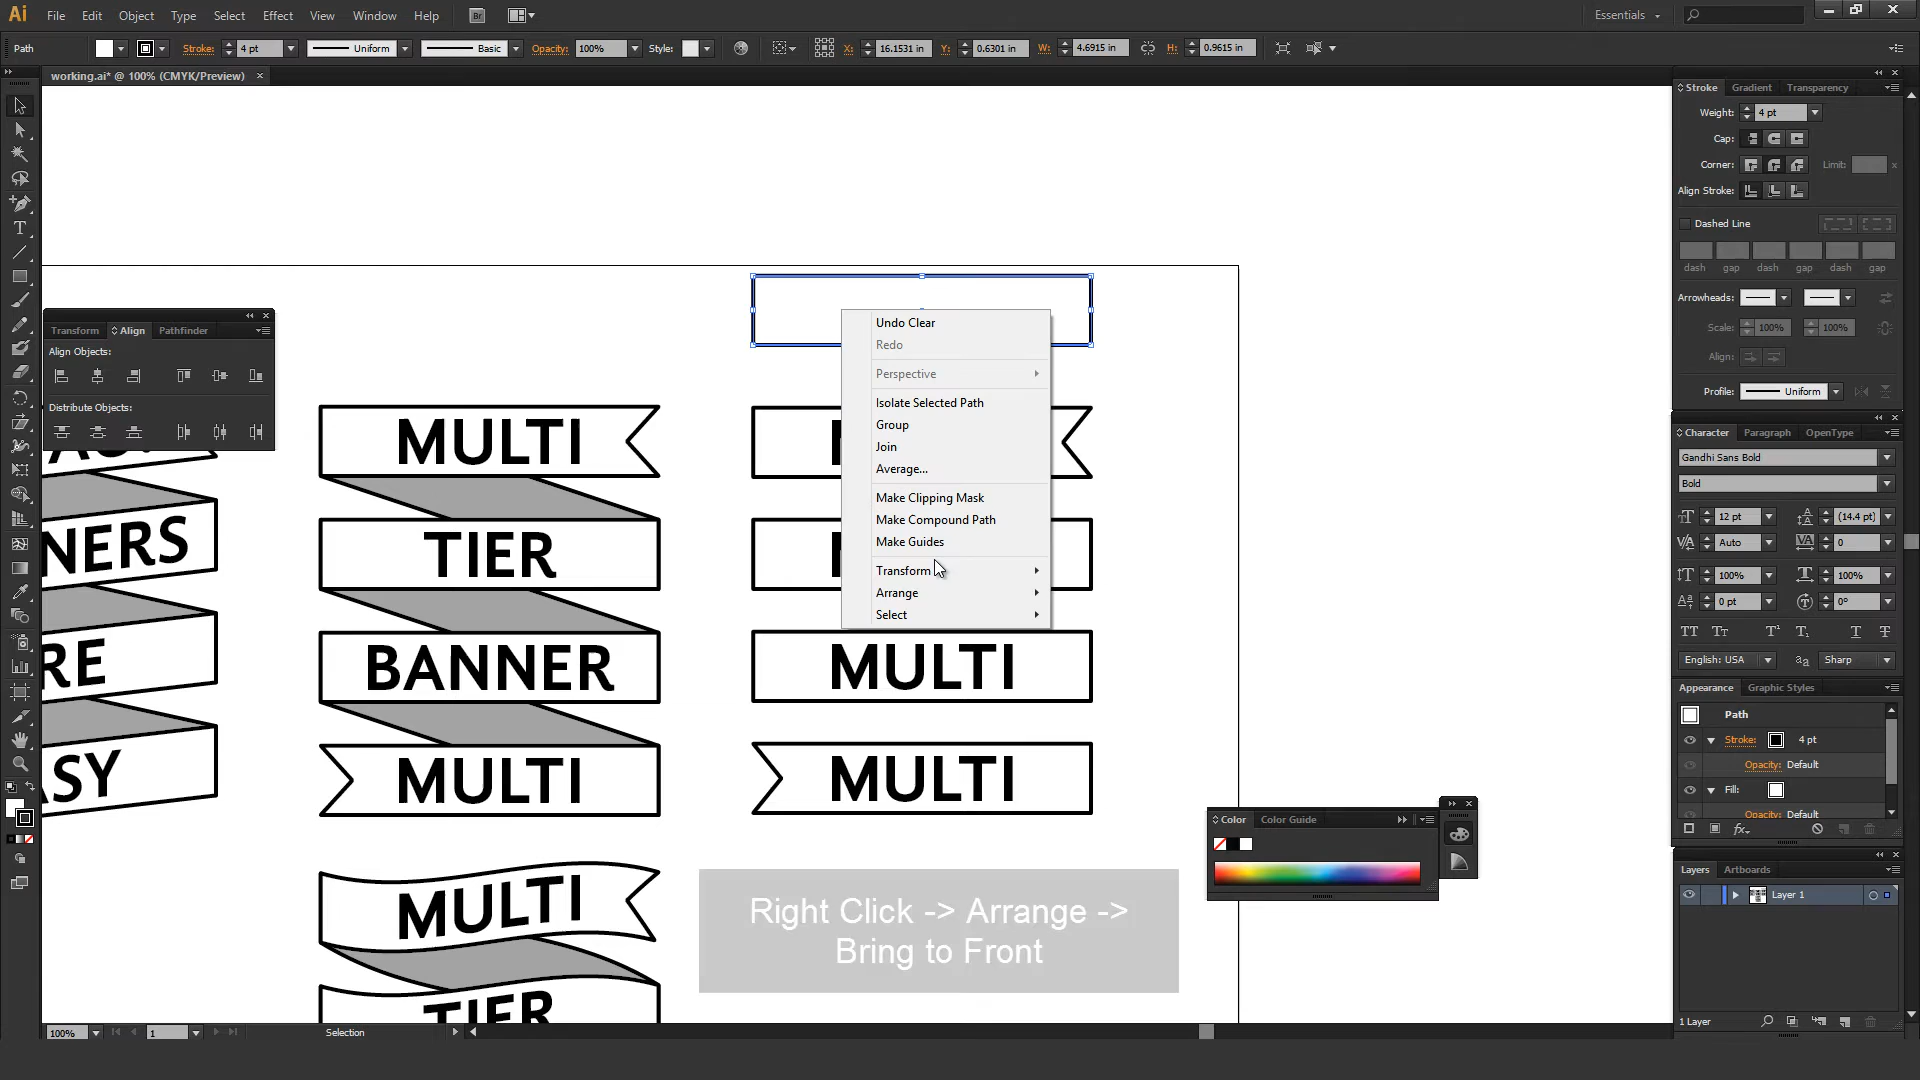 Ai File Edit Object Type Select Effect View Window Help Br Essentials
Path Stroke: 4 pt Uniform Basic Opacity: 100% Style: X: 16.1531 in Y: 0.6301 in W: 4.6915 in H: 0.9615 in
working.ai* @ 100% (CMYK/Preview)
Stroke Gradient Transparency
Weight: 4 pt
Cap:
Corner: Limit: x
Align Stroke:
Dashed Line
dash gap dash gap dash gap
Arrowheads:
Scale: 100% 100%
Align:
Profile: Uniform
Transform Align Pathfinder
Align Objects:
Distribute Objects:
Undo Clear
Redo
Perspective
Isolate Selected Path
Group
Join
Average...
Make Clipping Mask
Make Compound Path
Make Guides
Transform
Arrange
Select
MULTI
TIER
BANNER
MULTI
MULTI
MULTI
NERS
RE
ASY
MULTI
TIER
Right Click -> Arrange ->
Bring to Front
Color Color Guide
Character Paragraph OpenType
Gandhi Sans Bold
Bold
12 pt (14.4 pt)
Auto 0
100% 100%
0 pt 0°
English: USA Sharp
Appearance Graphic Styles
Path
Stroke: 4 pt
Opacity: Default
Fill:
Opacity: Default
Layers Artboards
Layer 1
1 Layer
100% 1 Selection